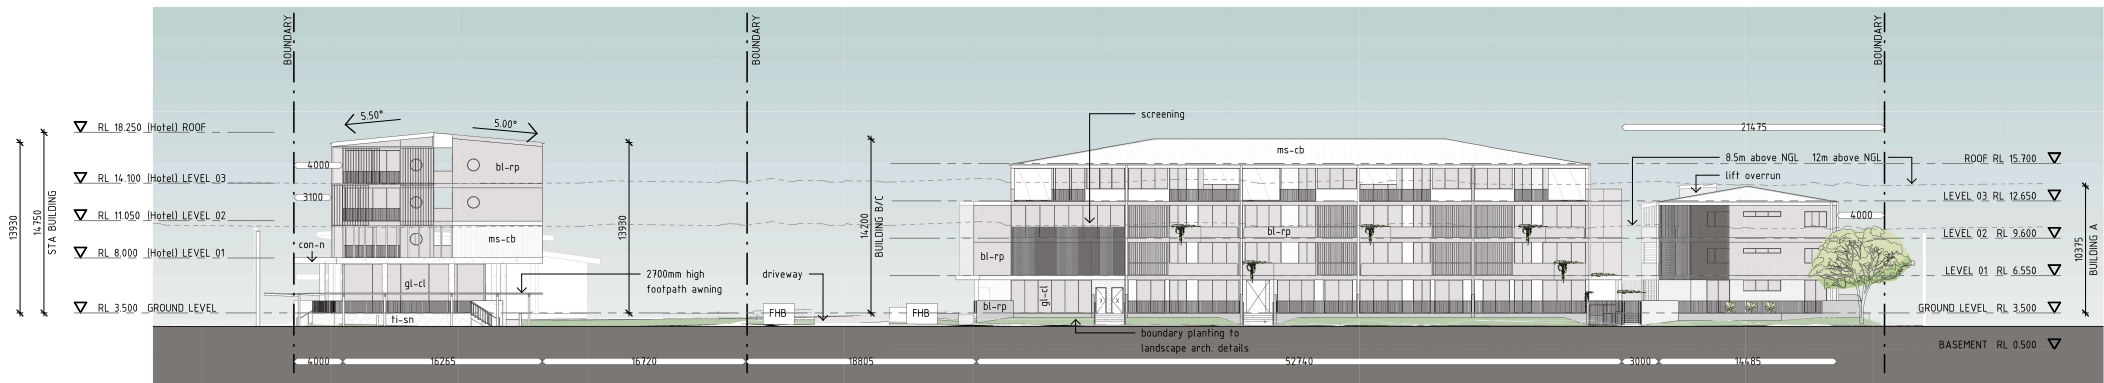 BOUNDARY
BOUNDARY
BOUNDARY
13930
14750
STA BUILDING
RL 18.250 (Hotel) ROOF
RL 14.100 (Hotel) LEVEL 03
RL 11.050 (Hotel) LEVEL 02
RL 8.000 (Hotel) LEVEL 01
RL 3.500 GROUND LEVEL
5.50°
5.00°
4000
3100
bl-rp
ms-cb
con-n
gl-cl
ti-sn
2700mm high
footpath awning
13930
driveway
FHB
FHB
14200
BUILDING B/C
screening
ms-cb
bl-rp
bl-rp
bl-rp
gl-cl
boundary planting to
landscape arch. details
21475
8.5m above NGL
12m above NGL
lift overrun
4000
ROOF RL 15.700
LEVEL 03 RL 12.650
LEVEL 02 RL 9.600
LEVEL 01 RL 6.550
GROUND LEVEL RL 3.500
BASEMENT RL 0.500
10375
BUILDING A
4000
16265
16720
18805
52740
3000
14485